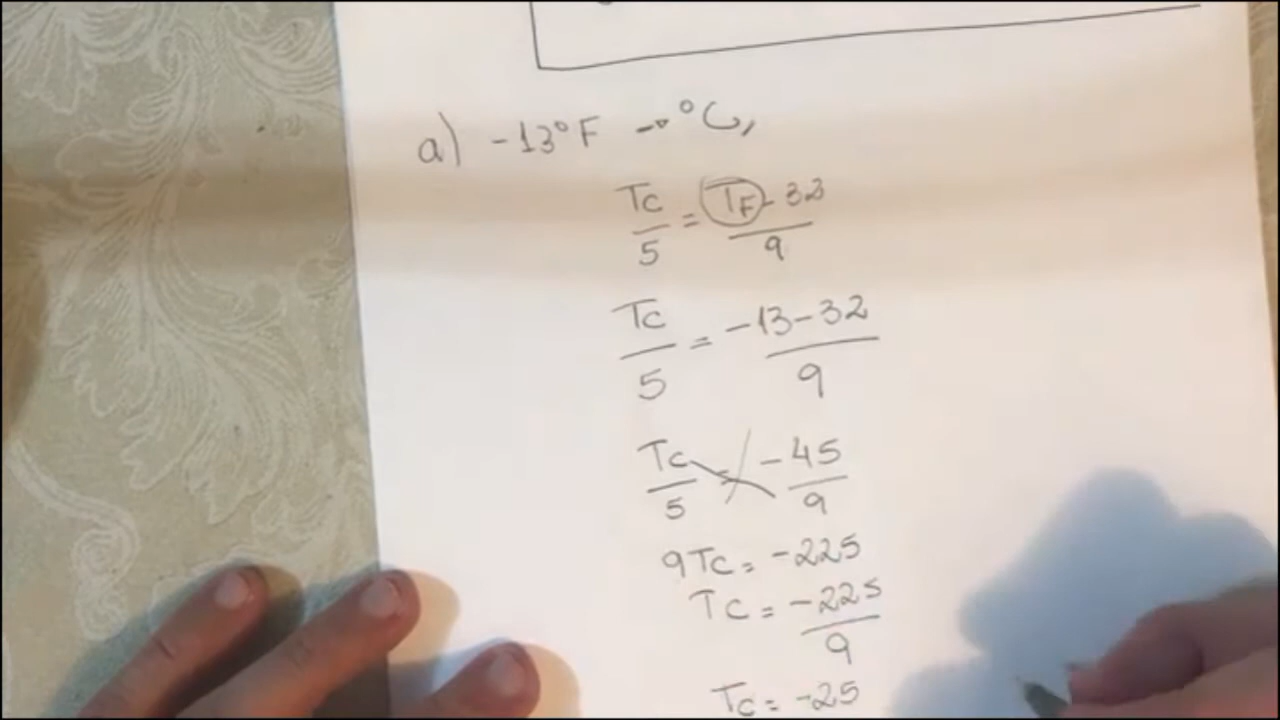 a) -13°F → °C,
Tc/5 = TF-32/9
Tc/5 = -13-32/9
Tc/5 = -45/9
9Tc = -225
Tc = -225/9
Tc = -25